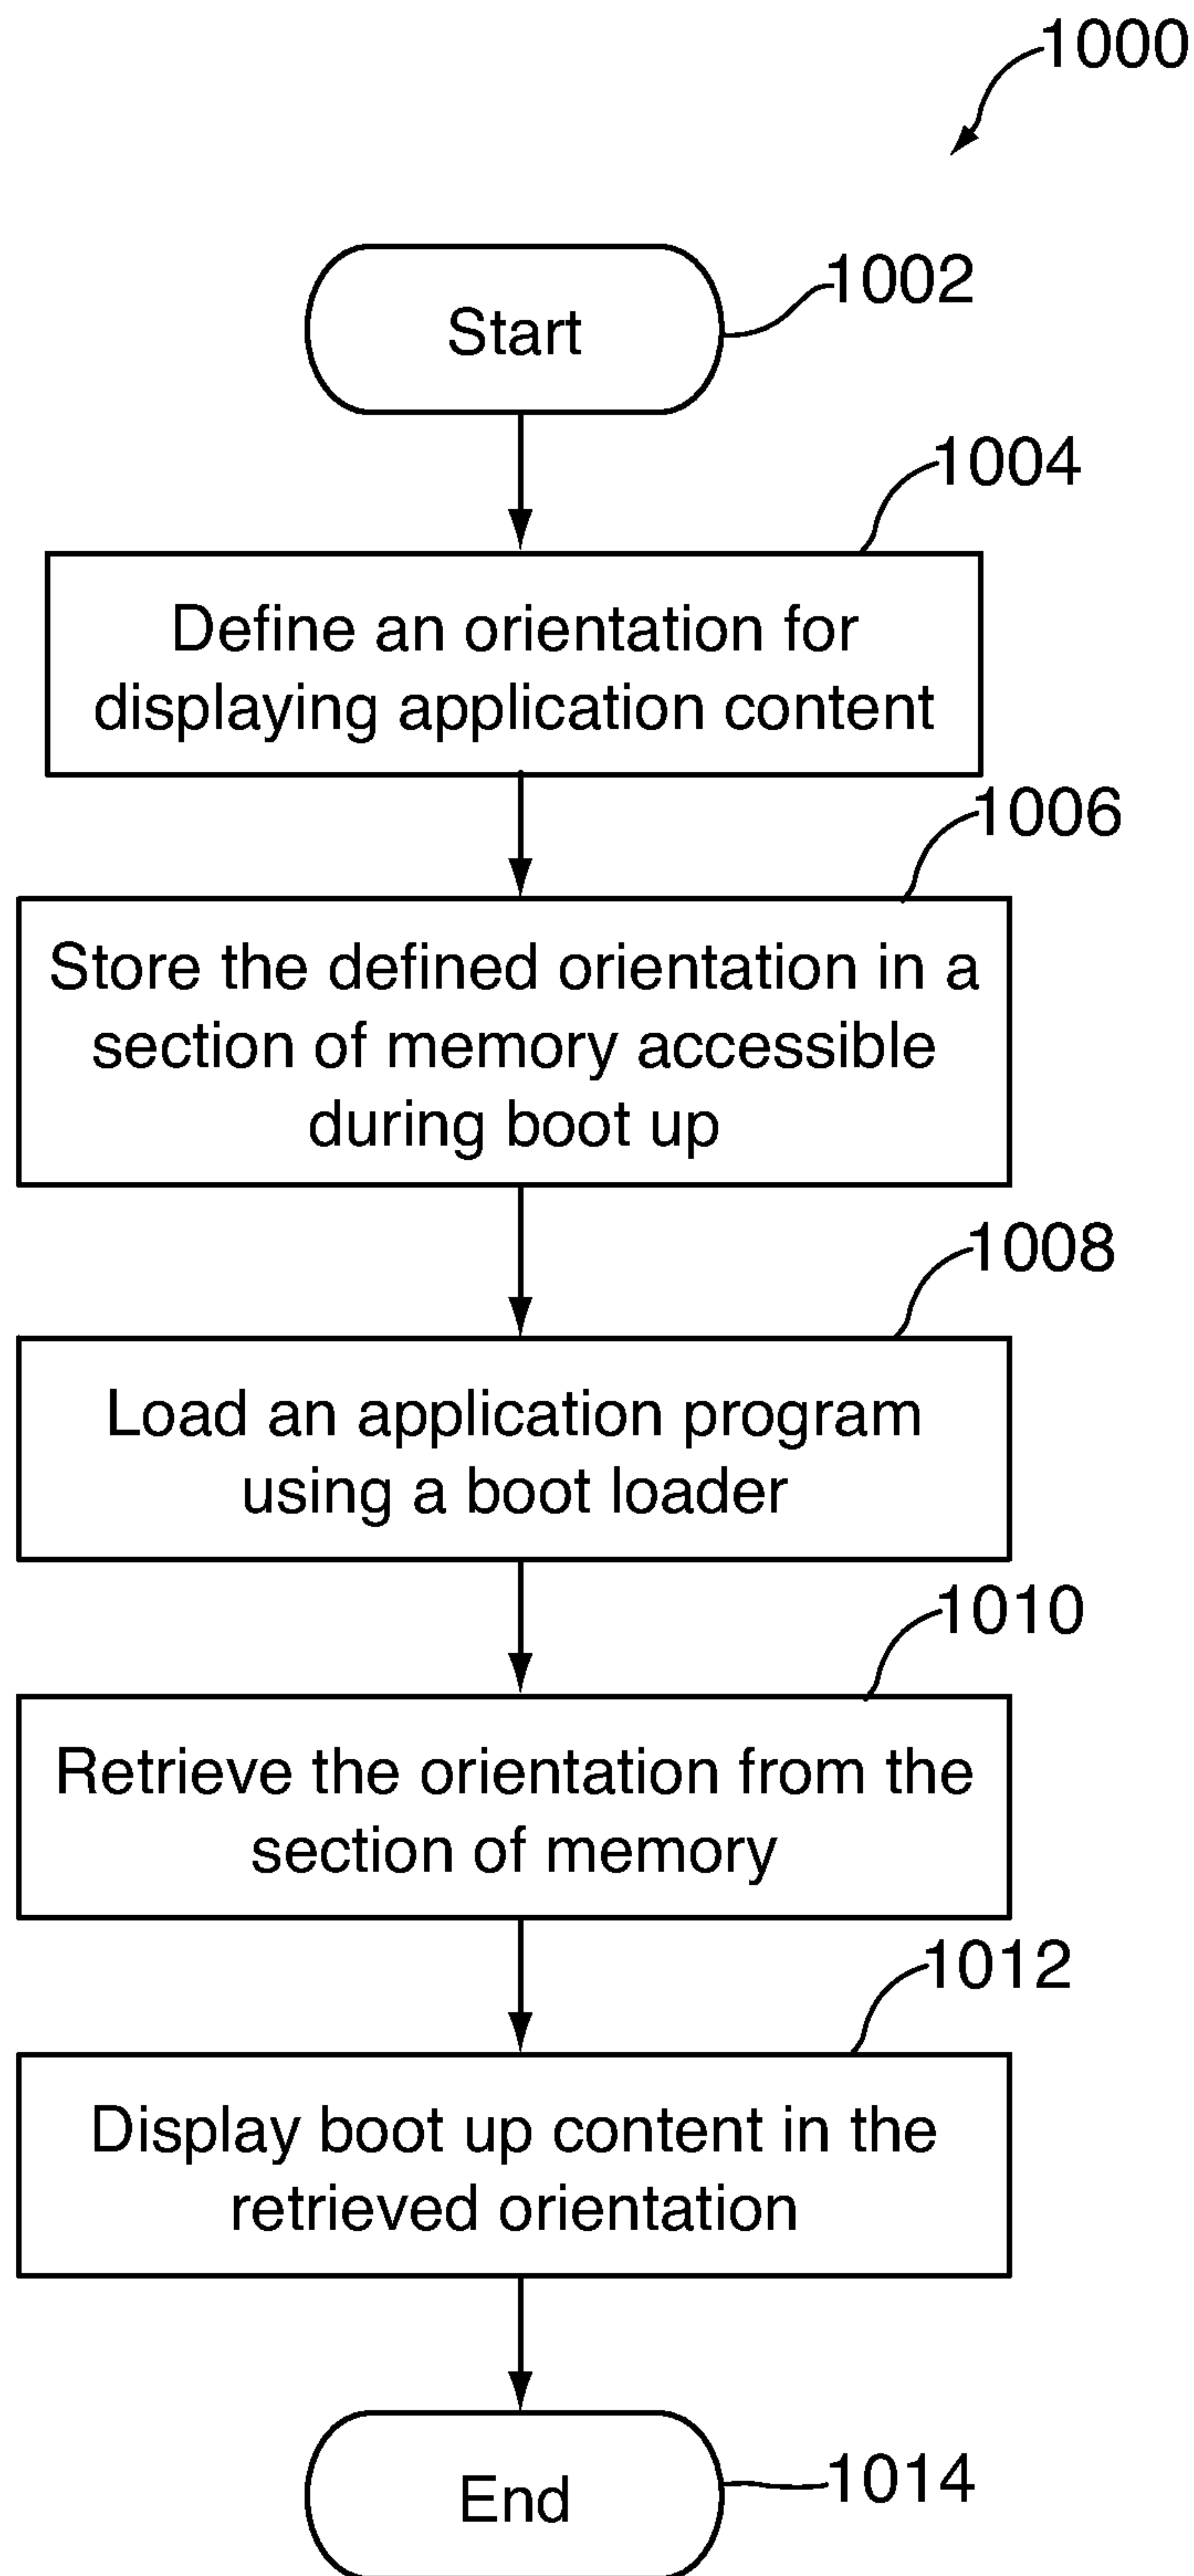 1000
Start
1002
1004
Define an orientation for
displaying application content
1006
Store the defined orientation in a
section of memory accessible
during boot up
1008
Load an application program
using a boot loader
1010
Retrieve the orientation from the
section of memory
1012
Display boot up content in the
retrieved orientation
End
1014